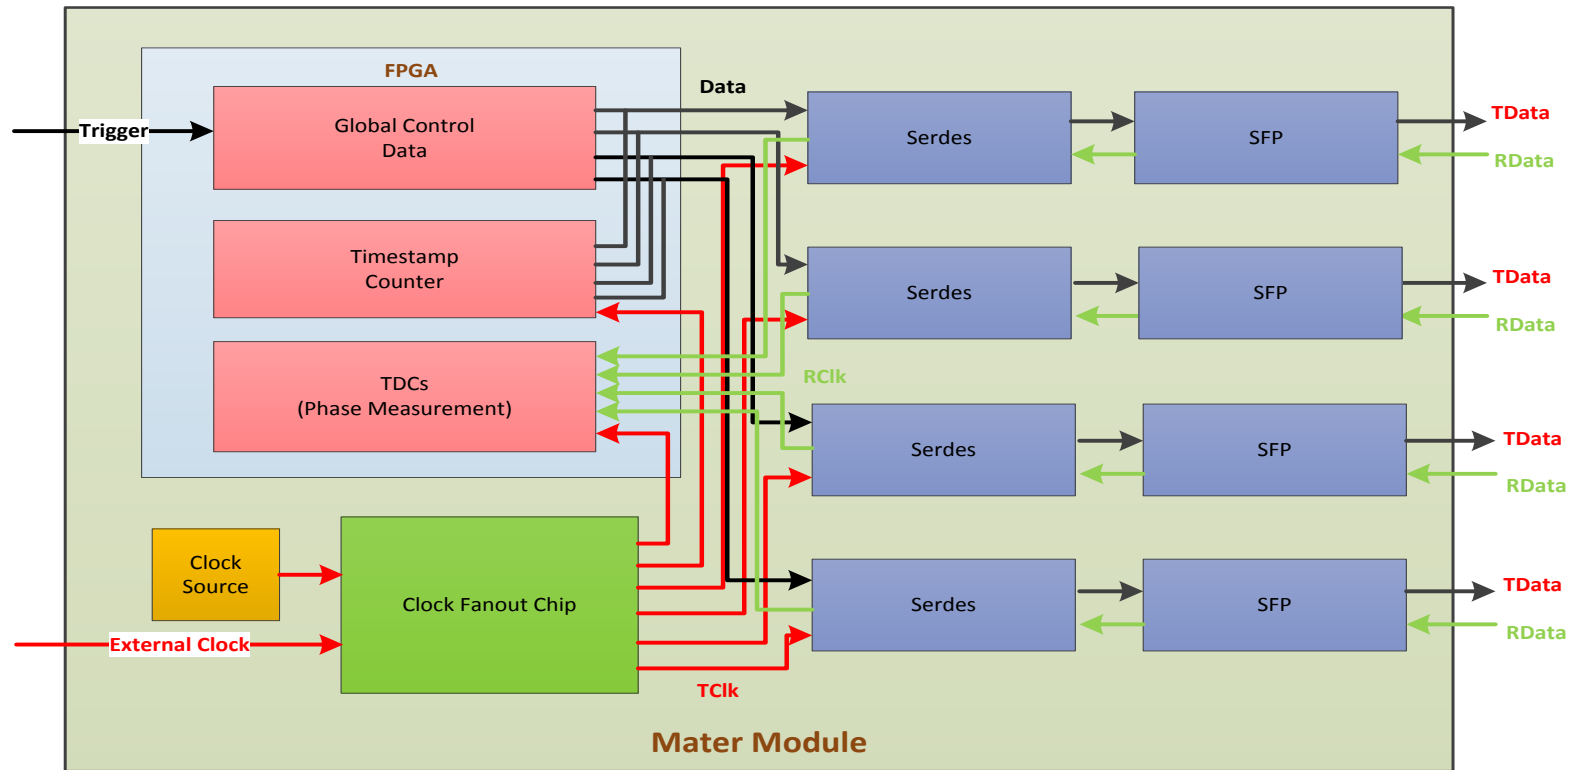 FPGA
Data
Trigger
Global Control
Data
Serdes
SFP
TData
RData
Timestamp
Counter
Serdes
SFP
TData
RData
TDCs
(Phase Measurement)
RClk
Serdes
SFP
TData
RData
Clock
Source
Clock Fanout Chip
Serdes
SFP
TData
RData
External Clock
TClk
Mater Module